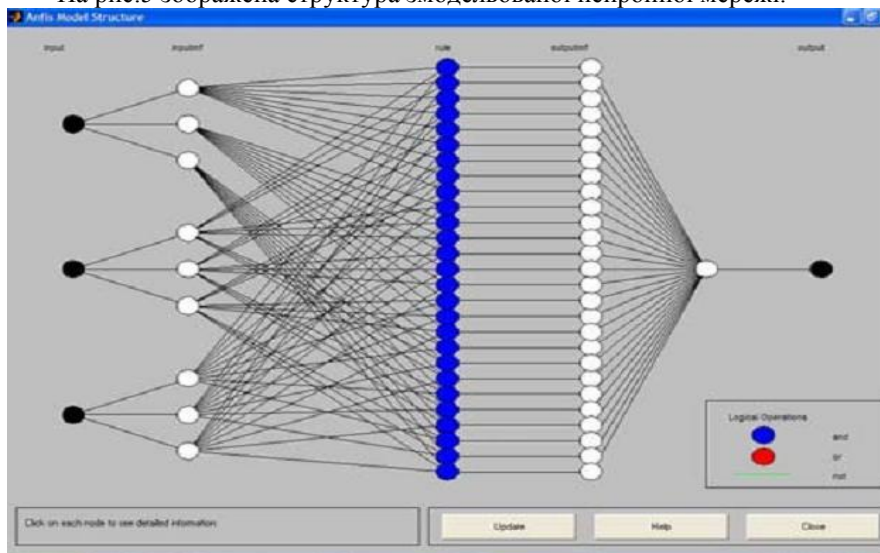 На рис.5 зображена структура змодельованої нейронної мережі.
Anfis Model Structure
input inputmf rule outputmf output
Logical Operations
and
or
not
Click on each node to see detailed information
Update Help Close